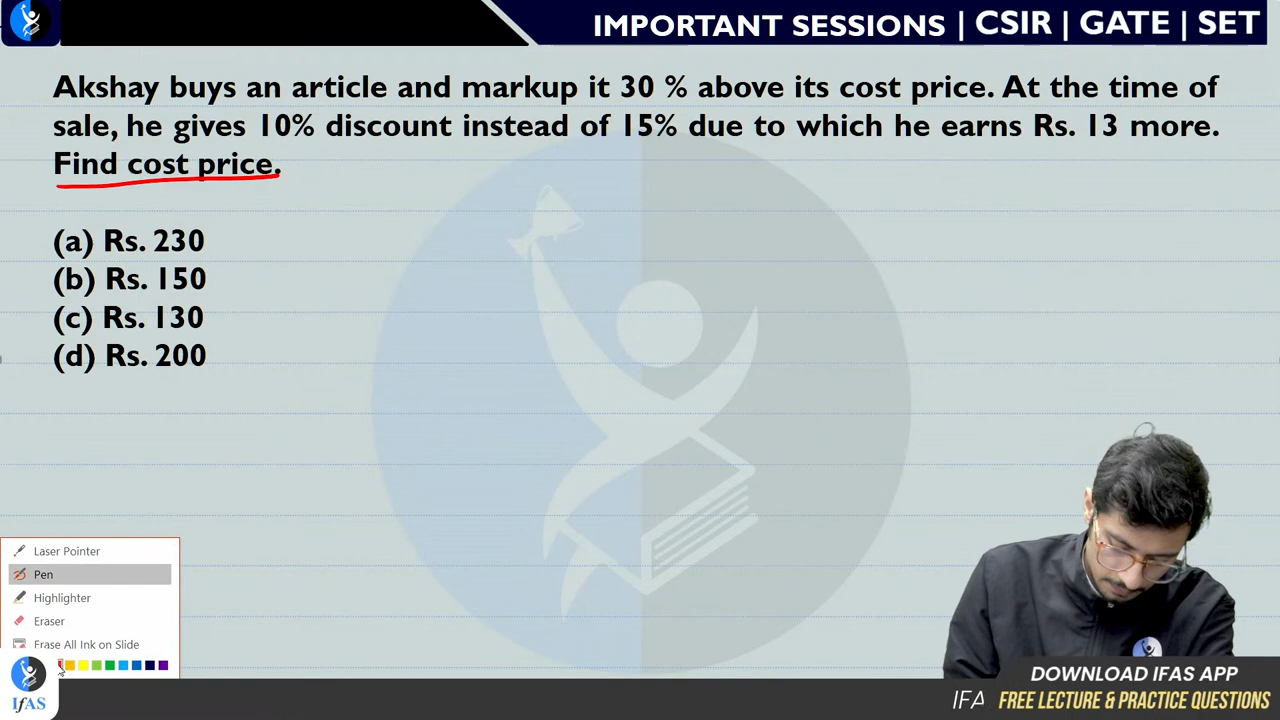 IMPORTANT SESSIONS | CSIR | GATE | SET
Akshay buys an article and markup it 30 % above its cost price. At the time of
sale, he gives 10% discount instead of 15% due to which he earns Rs. 13 more.
Find cost price.
(a) Rs. 230
(b) Rs. 150
(c) Rs. 130
(d) Rs. 200
Laser Pointer
Pen
Highlighter
Eraser
Erase All Ink on Slide
IfAS
DOWNLOAD IFAS APP
IFA FREE LECTURE & PRACTICE QUESTIONS